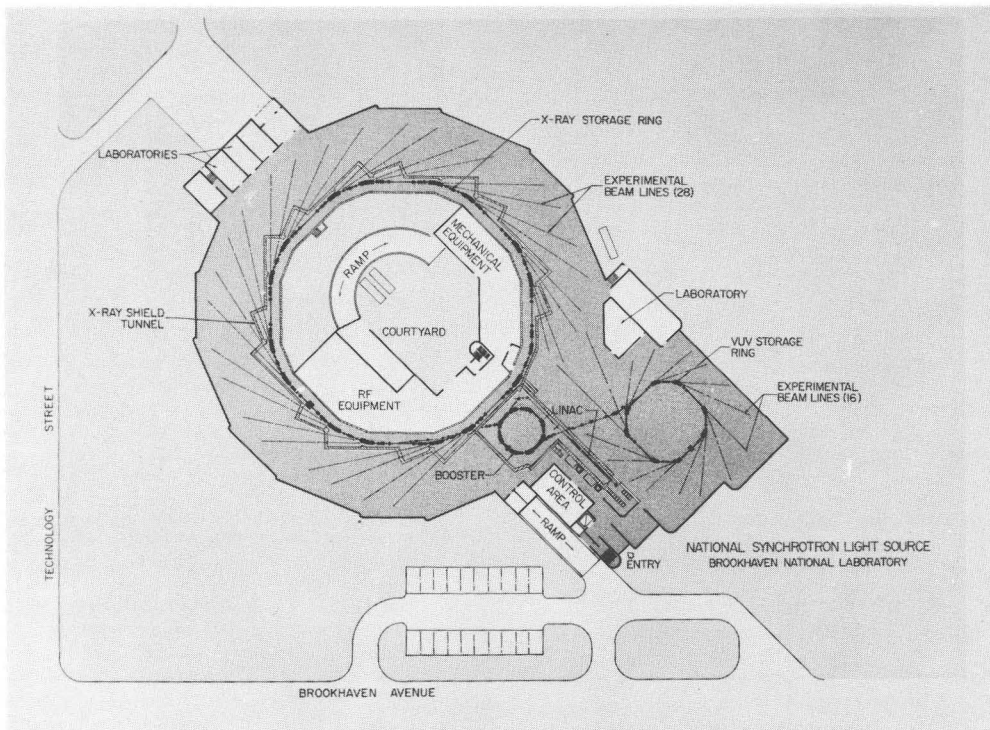 X-RAY STORAGE RING
LABORATORIES
EXPERIMENTAL
BEAM LINES (28)
MECHANICAL
EQUIPMENT
RAMP
LABORATORY
X-RAY SHIELD
TUNNEL
COURTYARD
VUV STORAGE
RING
RF
EQUIPMENT
EXPERIMENTAL
BEAM LINES (16)
LINAC
BOOSTER
CONTROL
AREA
RAMP
ENTRY
NATIONAL SYNCHROTRON LIGHT SOURCE
BROOKHAVEN NATIONAL LABORATORY
TECHNOLOGY STREET
BROOKHAVEN AVENUE